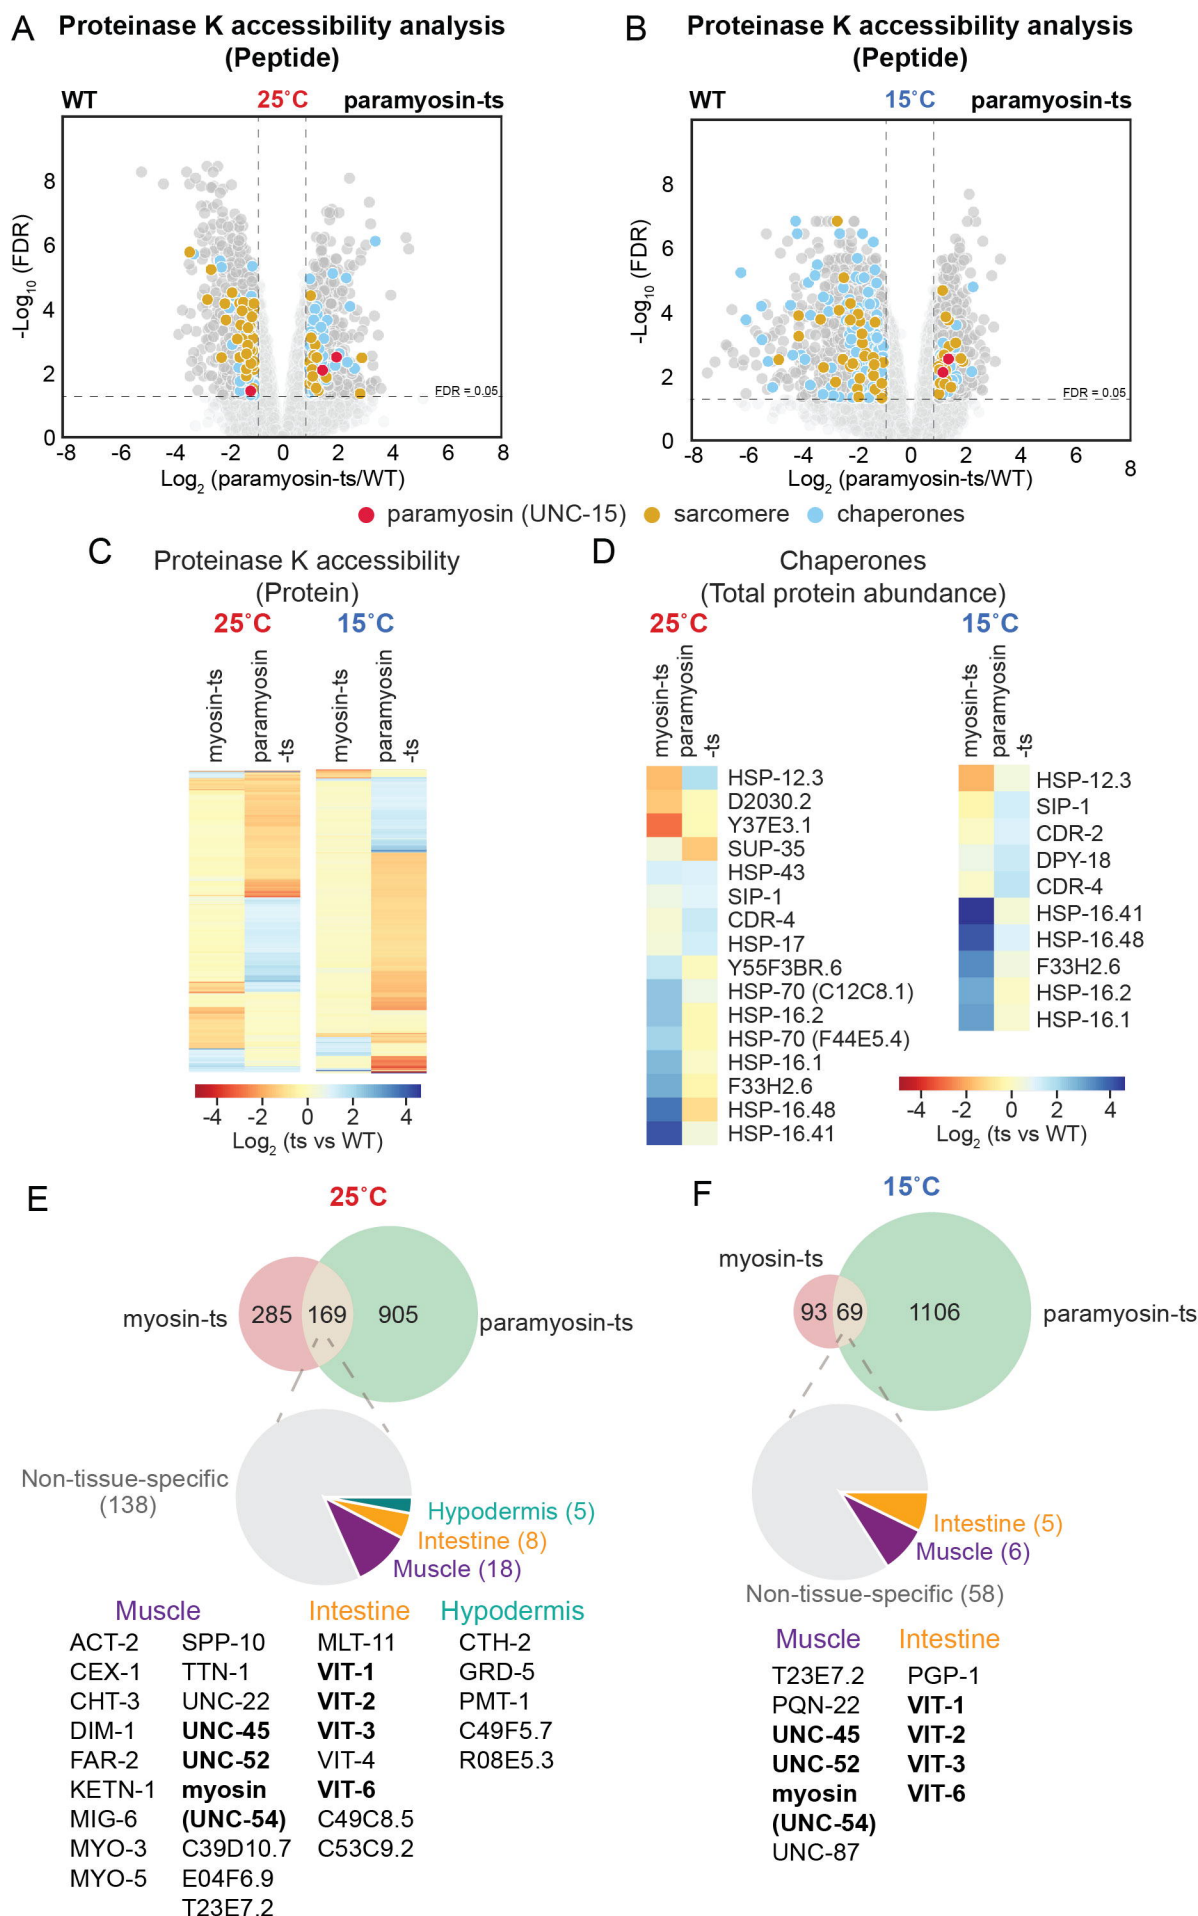 A
Proteinase K accessibility analysis
(Peptide)
WT
25˚C
paramyosin-ts
-Log10 (FDR)
8
6
4
2
0
FDR = 0.05
-8 -6 -4 -2 0 2 4 6 8
Log2 (paramyosin-ts/WT)
B
Proteinase K accessibility analysis
(Peptide)
WT
15˚C
paramyosin-ts
-Log10 (FDR)
8
6
4
2
0
FDR = 0.05
-8 -6 -4 -2 0 2 4 6 8
Log2 (paramyosin-ts/WT)
paramyosin (UNC-15)
sarcomere
chaperones
C
Proteinase K accessibility
(Protein)
25˚C
15˚C
myosin-ts
paramyosin
-ts
myosin-ts
paramyosin
-ts
-4 -2 0 2 4
Log2 (ts vs WT)
D
Chaperones
(Total protein abundance)
25˚C
myosin-ts
paramyosin
-ts
HSP-12.3
D2030.2
Y37E3.1
SUP-35
HSP-43
SIP-1
CDR-4
HSP-17
Y55F3BR.6
HSP-70 (C12C8.1)
HSP-16.2
HSP-70 (F44E5.4)
HSP-16.1
F33H2.6
HSP-16.48
HSP-16.41
15˚C
myosin-ts
paramyosin
-ts
HSP-12.3
SIP-1
CDR-2
DPY-18
CDR-4
HSP-16.41
HSP-16.48
F33H2.6
HSP-16.2
HSP-16.1
-4 -2 0 2 4
Log2 (ts vs WT)
E
25˚C
myosin-ts
285
169
905
paramyosin-ts
Non-tissue-specific
(138)
Hypodermis (5)
Intestine (8)
Muscle (18)
Muscle
ACT-2
CEX-1
CHT-3
DIM-1
FAR-2
KETN-1
MIG-6
MYO-3
MYO-5
SPP-10
TTN-1
UNC-22
UNC-45
UNC-52
myosin
(UNC-54)
C39D10.7
E04F6.9
T23E7.2
Intestine
MLT-11
VIT-1
VIT-2
VIT-3
VIT-4
VIT-6
C49C8.5
C53C9.2
Hypodermis
CTH-2
GRD-5
PMT-1
C49F5.7
R08E5.3
F
15˚C
myosin-ts
93
69
1106
paramyosin-ts
Intestine (5)
Muscle (6)
Non-tissue-specific (58)
Muscle
T23E7.2
PQN-22
UNC-45
UNC-52
myosin
(UNC-54)
UNC-87
Intestine
PGP-1
VIT-1
VIT-2
VIT-3
VIT-6